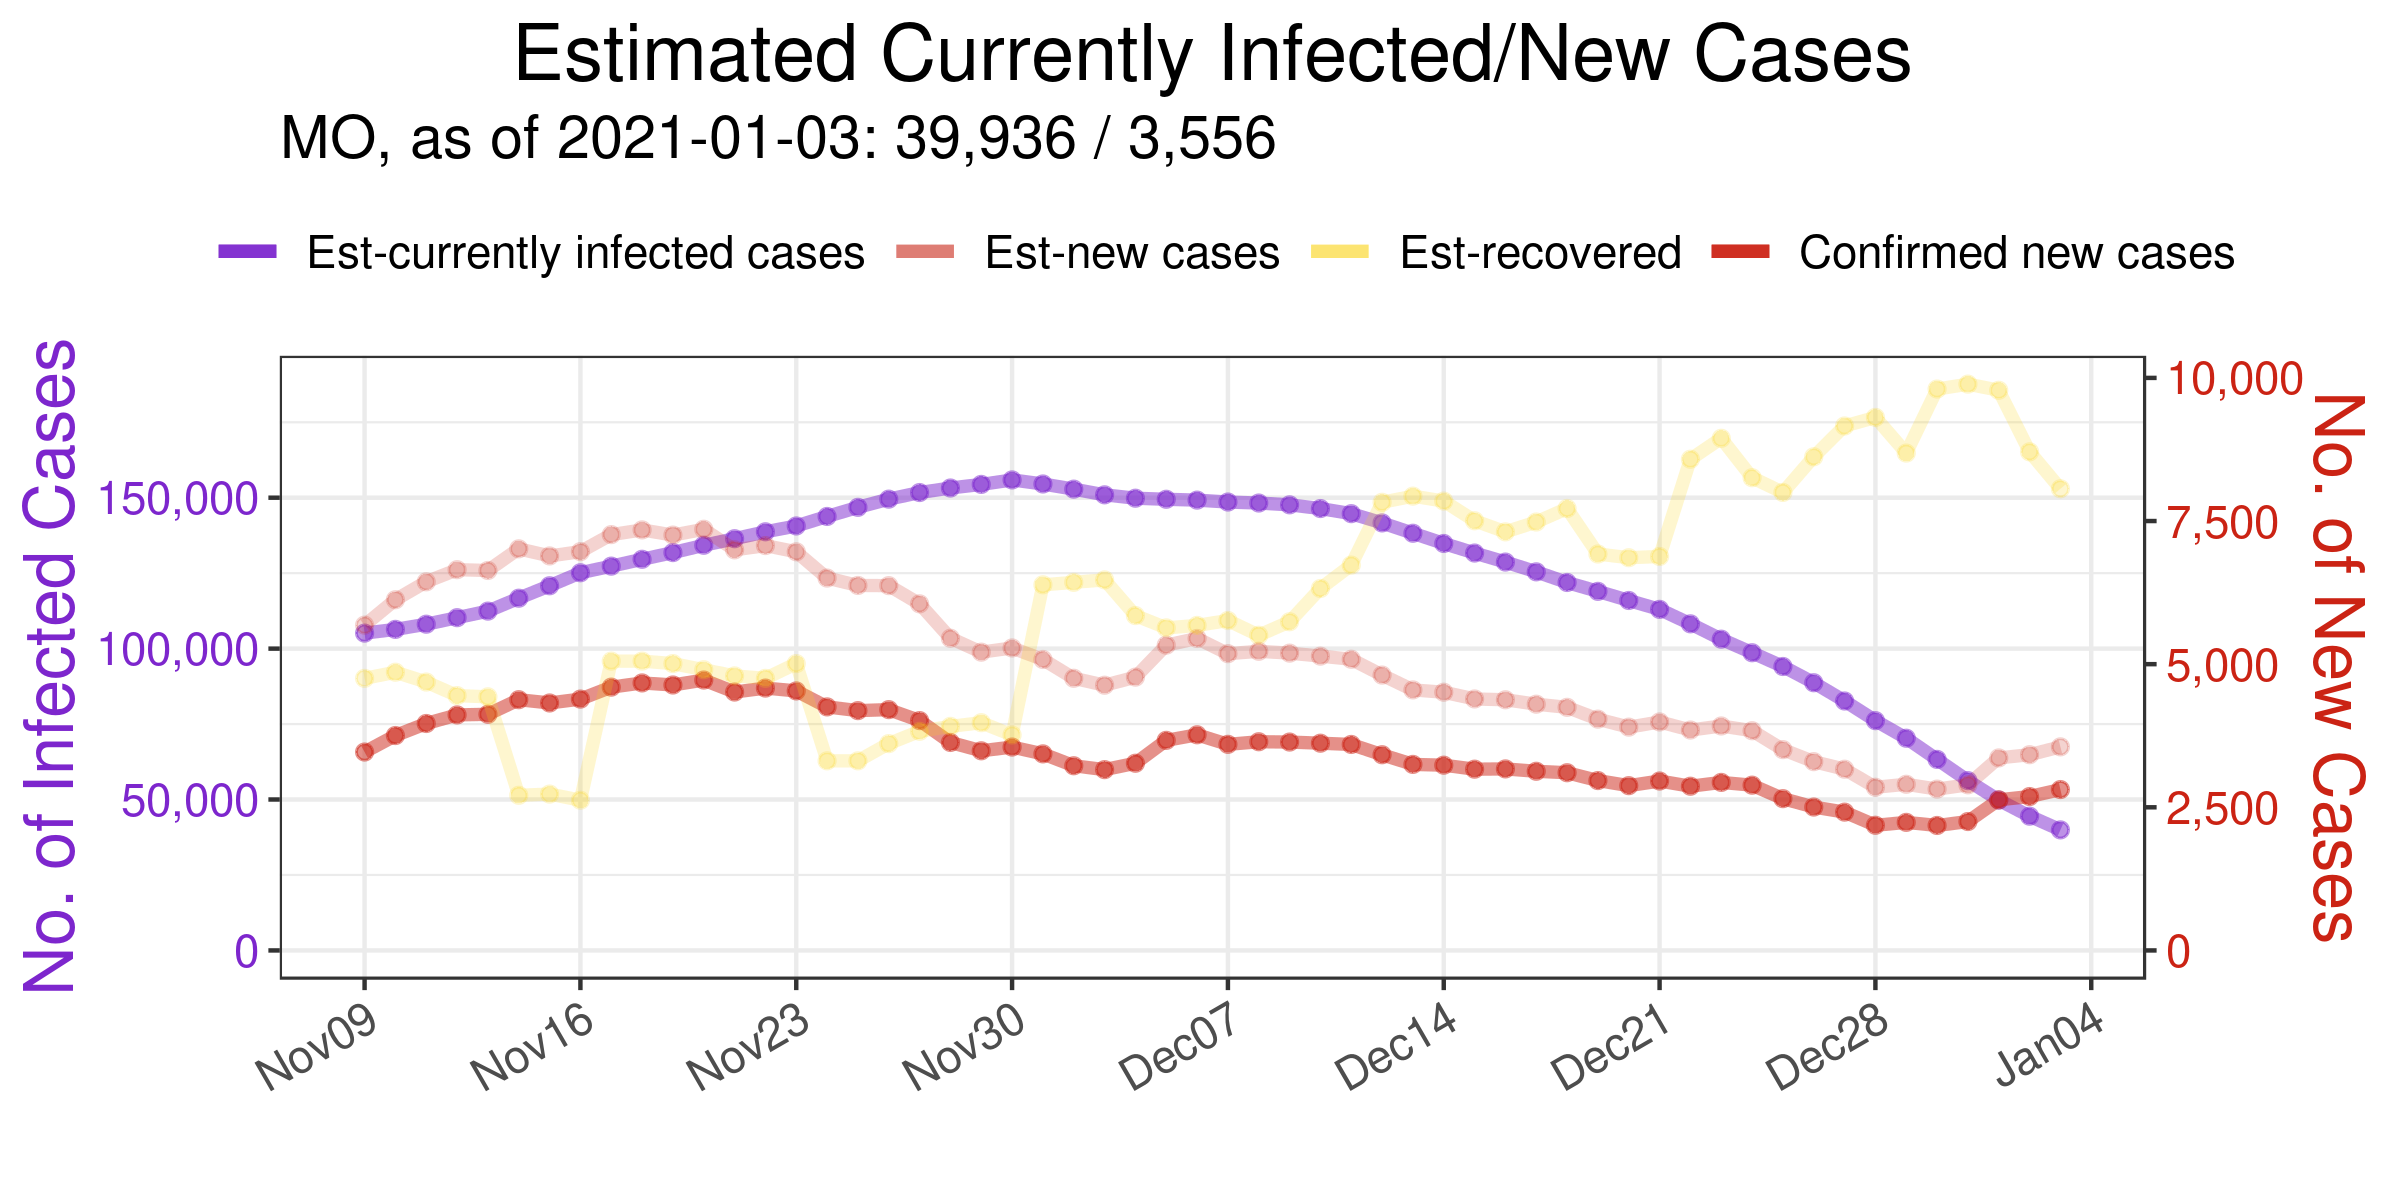 Estimated Currently Infected/New Cases
MO, as of 2021-01-03: 39,936 / 3,556
Est-currently infected cases Est-new cases Est-recovered Confirmed new cases
No. of Infected Cases
150,000
100,000
50,000
0
10,000
7,500
5,000
2,500
0
No. of New Cases
Nov09 Nov16 Nov23 Nov30 Dec07 Dec14 Dec21 Dec28 Jan04